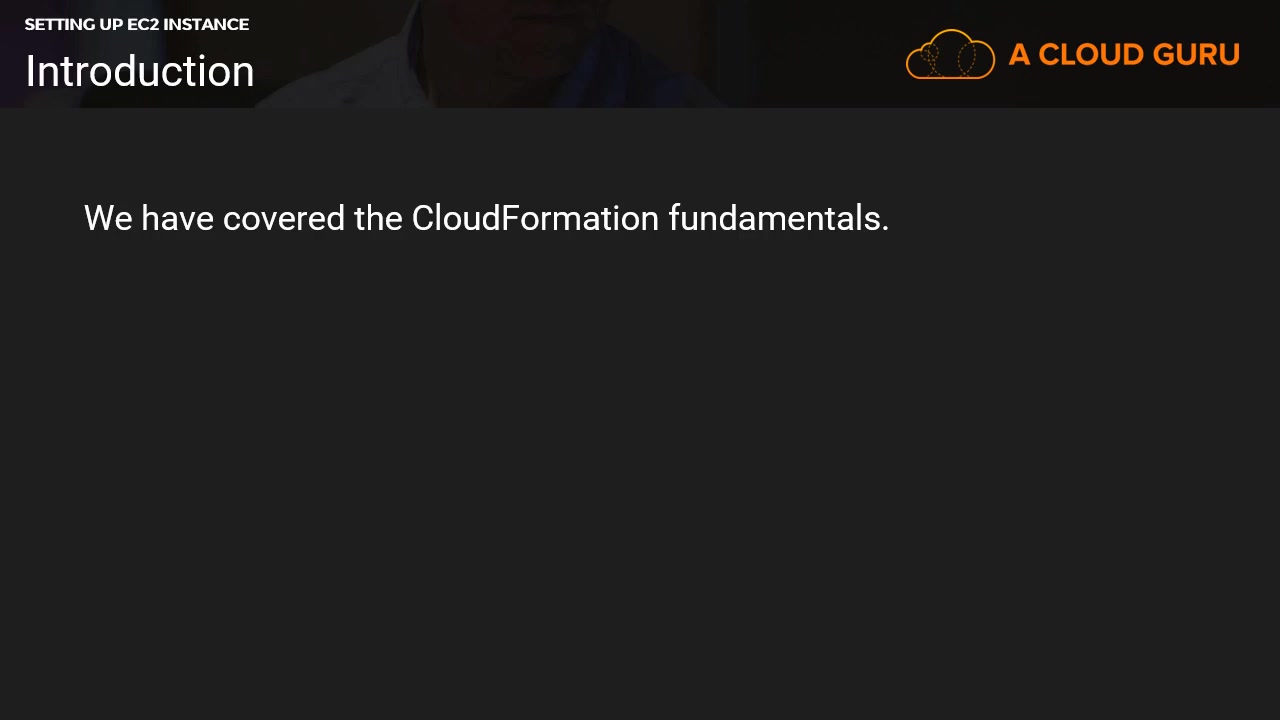 SETTING UP EC2 INSTANCE
Introduction
A CLOUD GURU
We have covered the CloudFormation fundamentals.